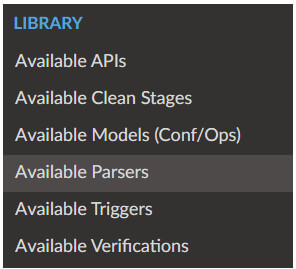 LIBRARY
Available APIs
Available Clean Stages
Available Models (Conf/Ops)
Available Parsers
Available Triggers
Available Verifications